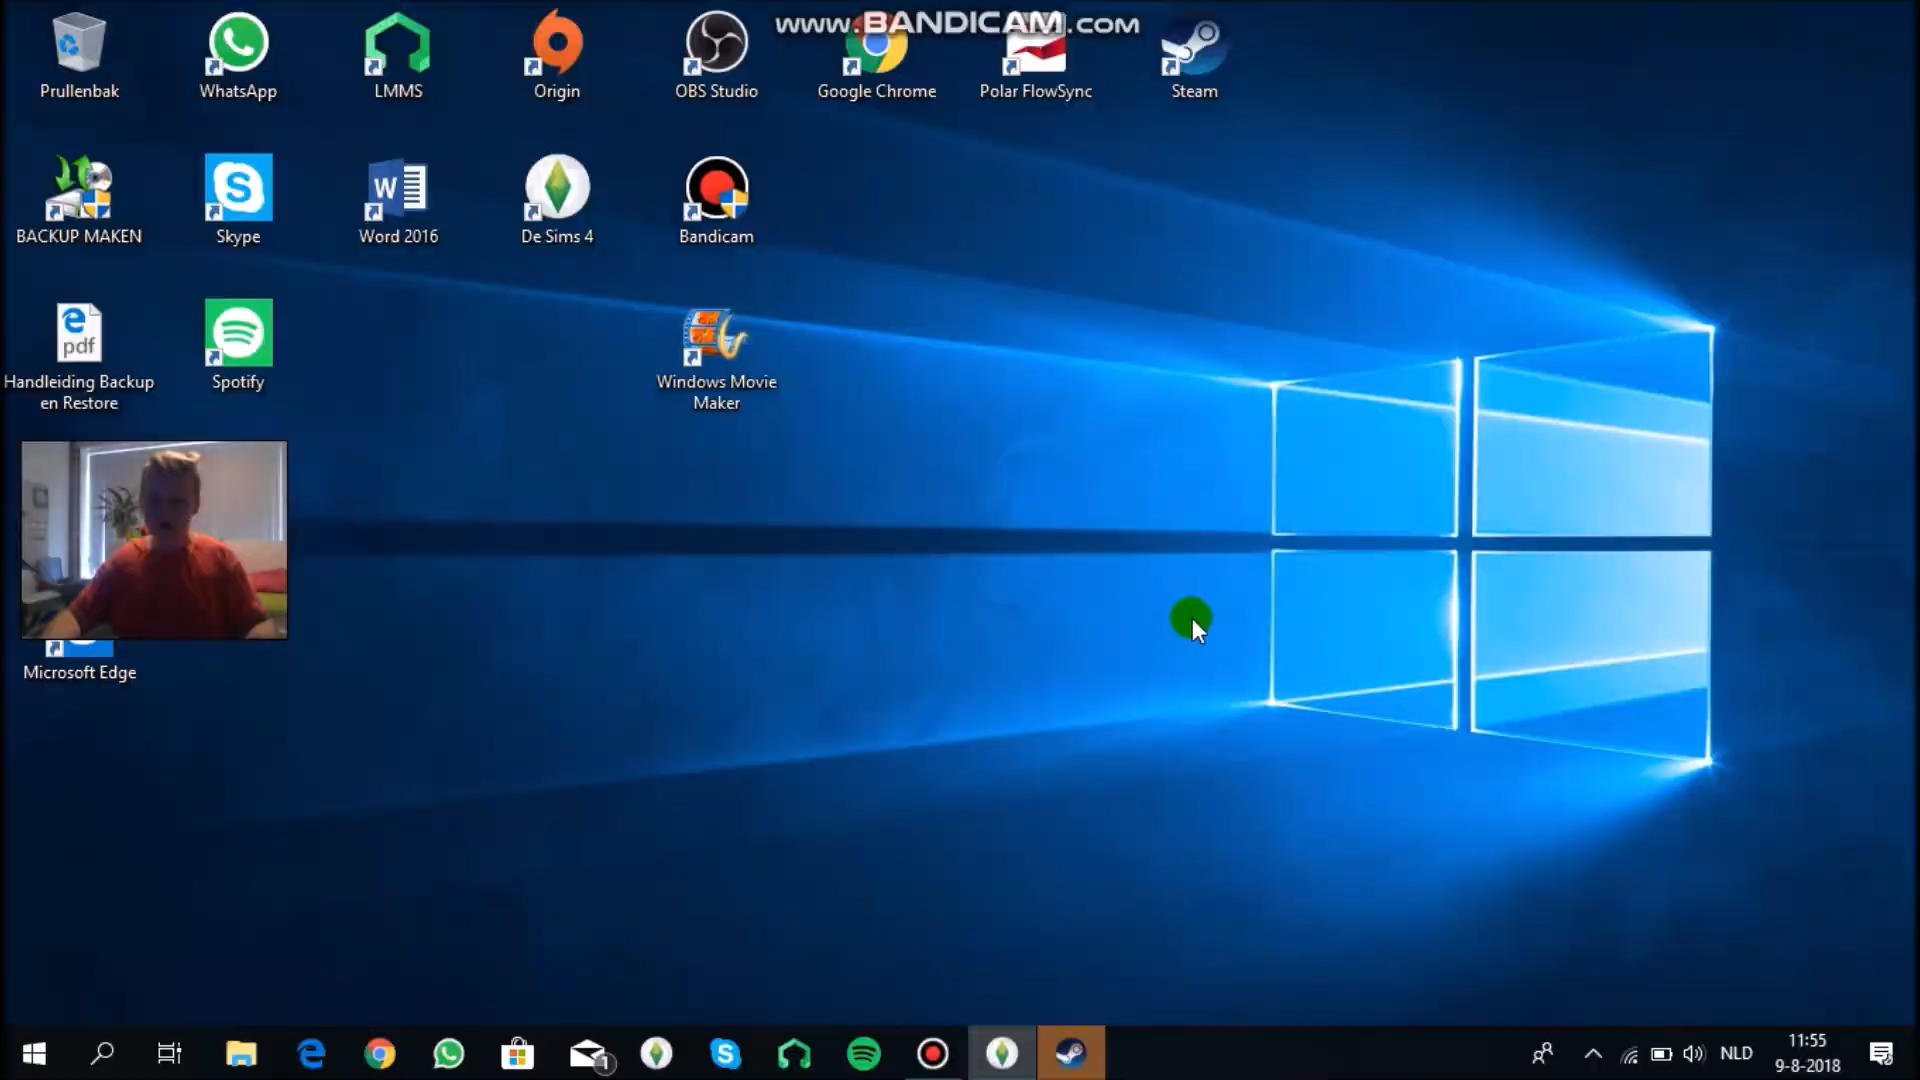 www.BANDICAM.com
Prullenbak
WhatsApp
LMMS
Origin
OBS Studio
Google Chrome
Polar FlowSync
Steam
BACKUP MAKEN
Skype
W
Word 2016
De Sims 4
Bandicam
pdf
Handleiding Backup
en Restore
Spotify
Windows Movie
Maker
Microsoft Edge
1
NLD
11:55
9-8-2018